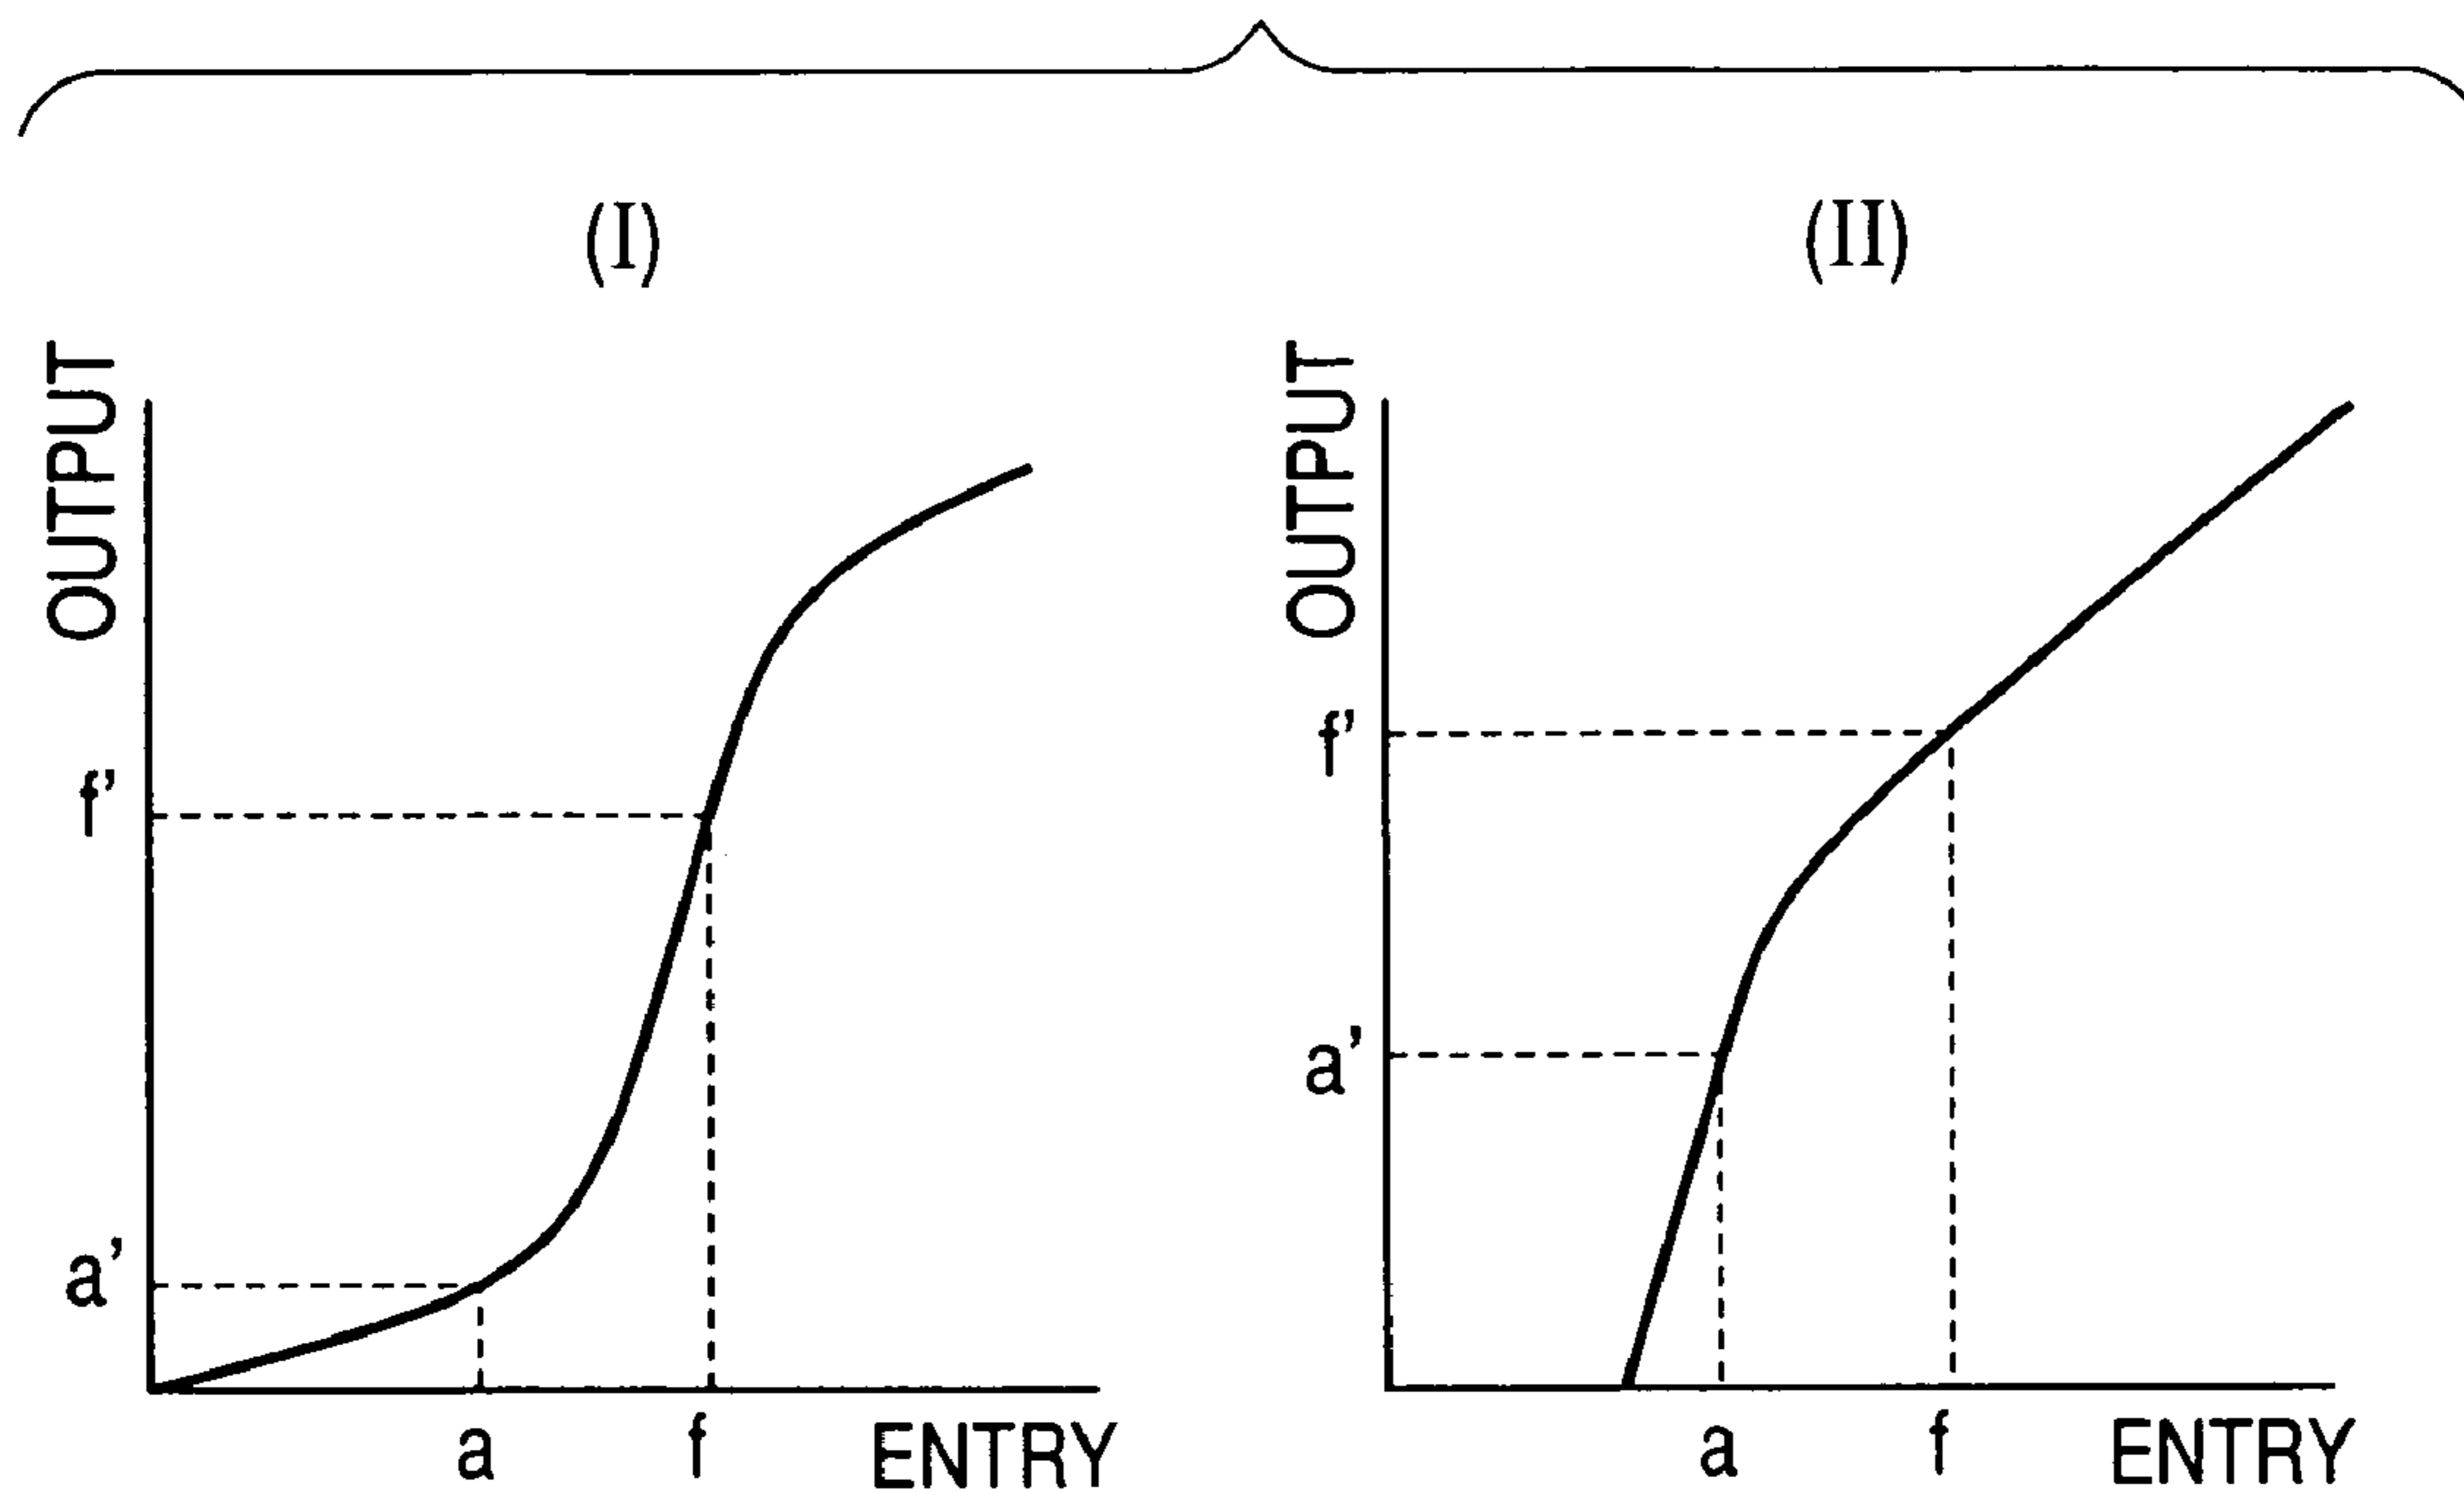 (I)
OUTPUT
f'
a'
a
f
ENTRY
(II)
OUTPUT
f'
a'
a
f
ENTRY